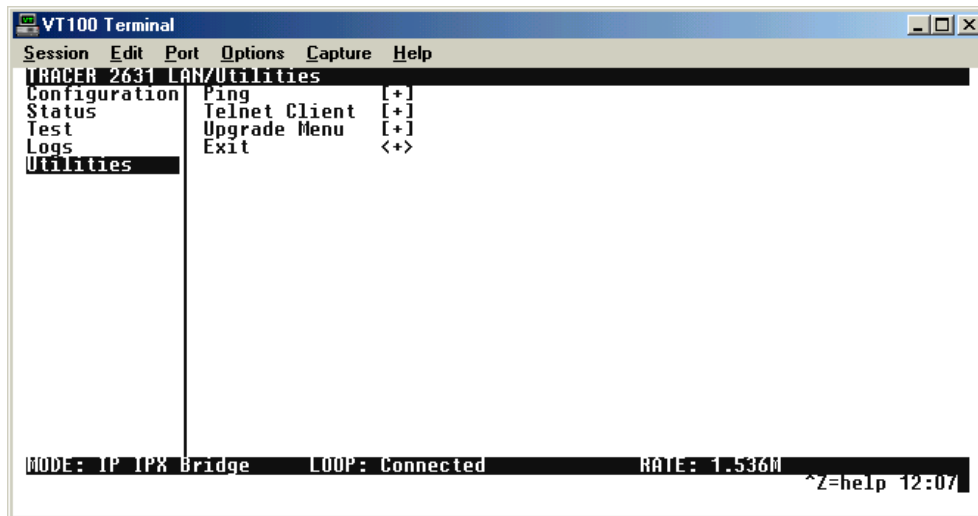 VT100 Terminal
Session Edit Port Options Capture Help
TRACER 2631 LAN/Utilities
Configuration Ping [+]
Status Telnet Client [+]
Test Upgrade Menu [+]
Logs Exit <+>
Utilities
MODE: IP IPX Bridge LOOP: Connected RATE: 1.536M
^Z=help 12:07